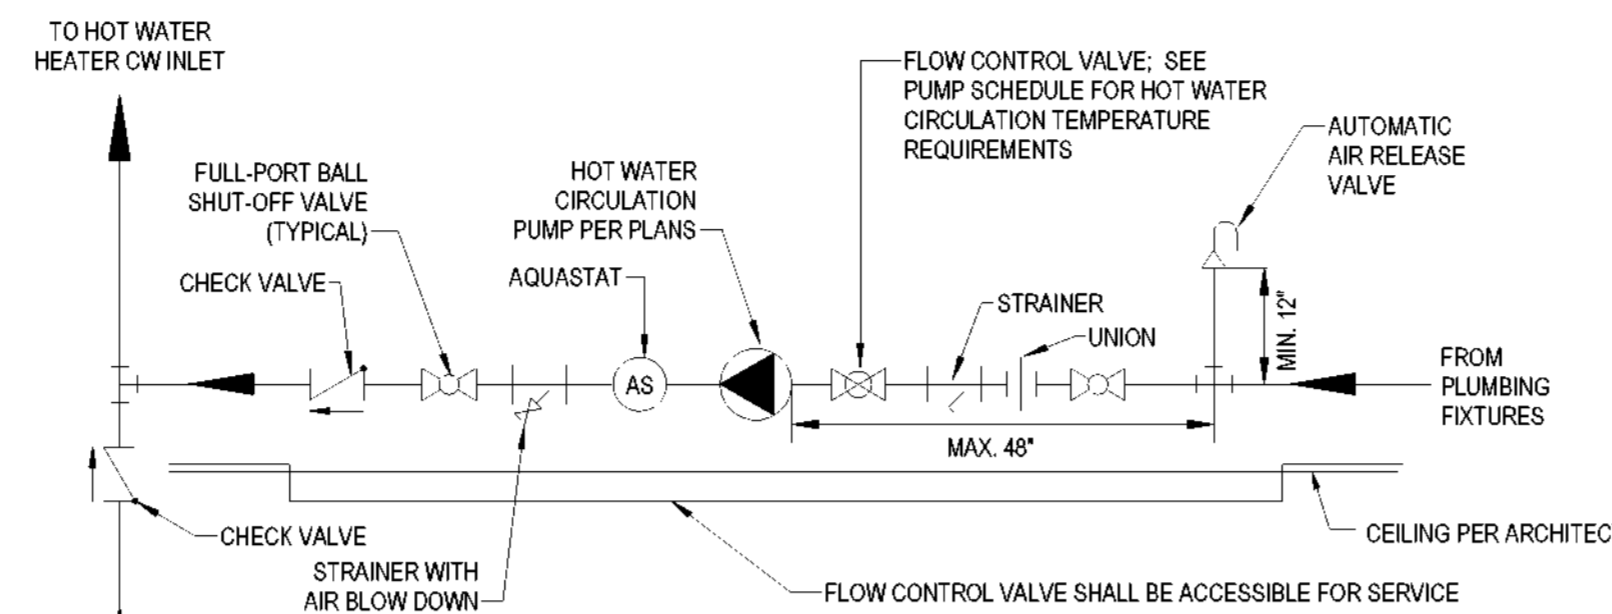 TO HOT WATER
HEATER CW INLET
FLOW CONTROL VALVE; SEE
PUMP SCHEDULE FOR HOT WATER
CIRCULATION TEMPERATURE
REQUIREMENTS
AUTOMATIC
AIR RELEASE
VALVE
FULL-PORT BALL
SHUT-OFF VALVE
(TYPICAL)
HOT WATER
CIRCULATION
PUMP PER PLANS
CHECK VALVE
AQUASTAT
STRAINER
UNION
MIN. 12"
AS
FROM
PLUMBING
FIXTURES
MAX. 48"
CHECK VALVE
CEILING PER ARCHITEC
STRAINER WITH
AIR BLOW DOWN
FLOW CONTROL VALVE SHALL BE ACCESSIBLE FOR SERVICE